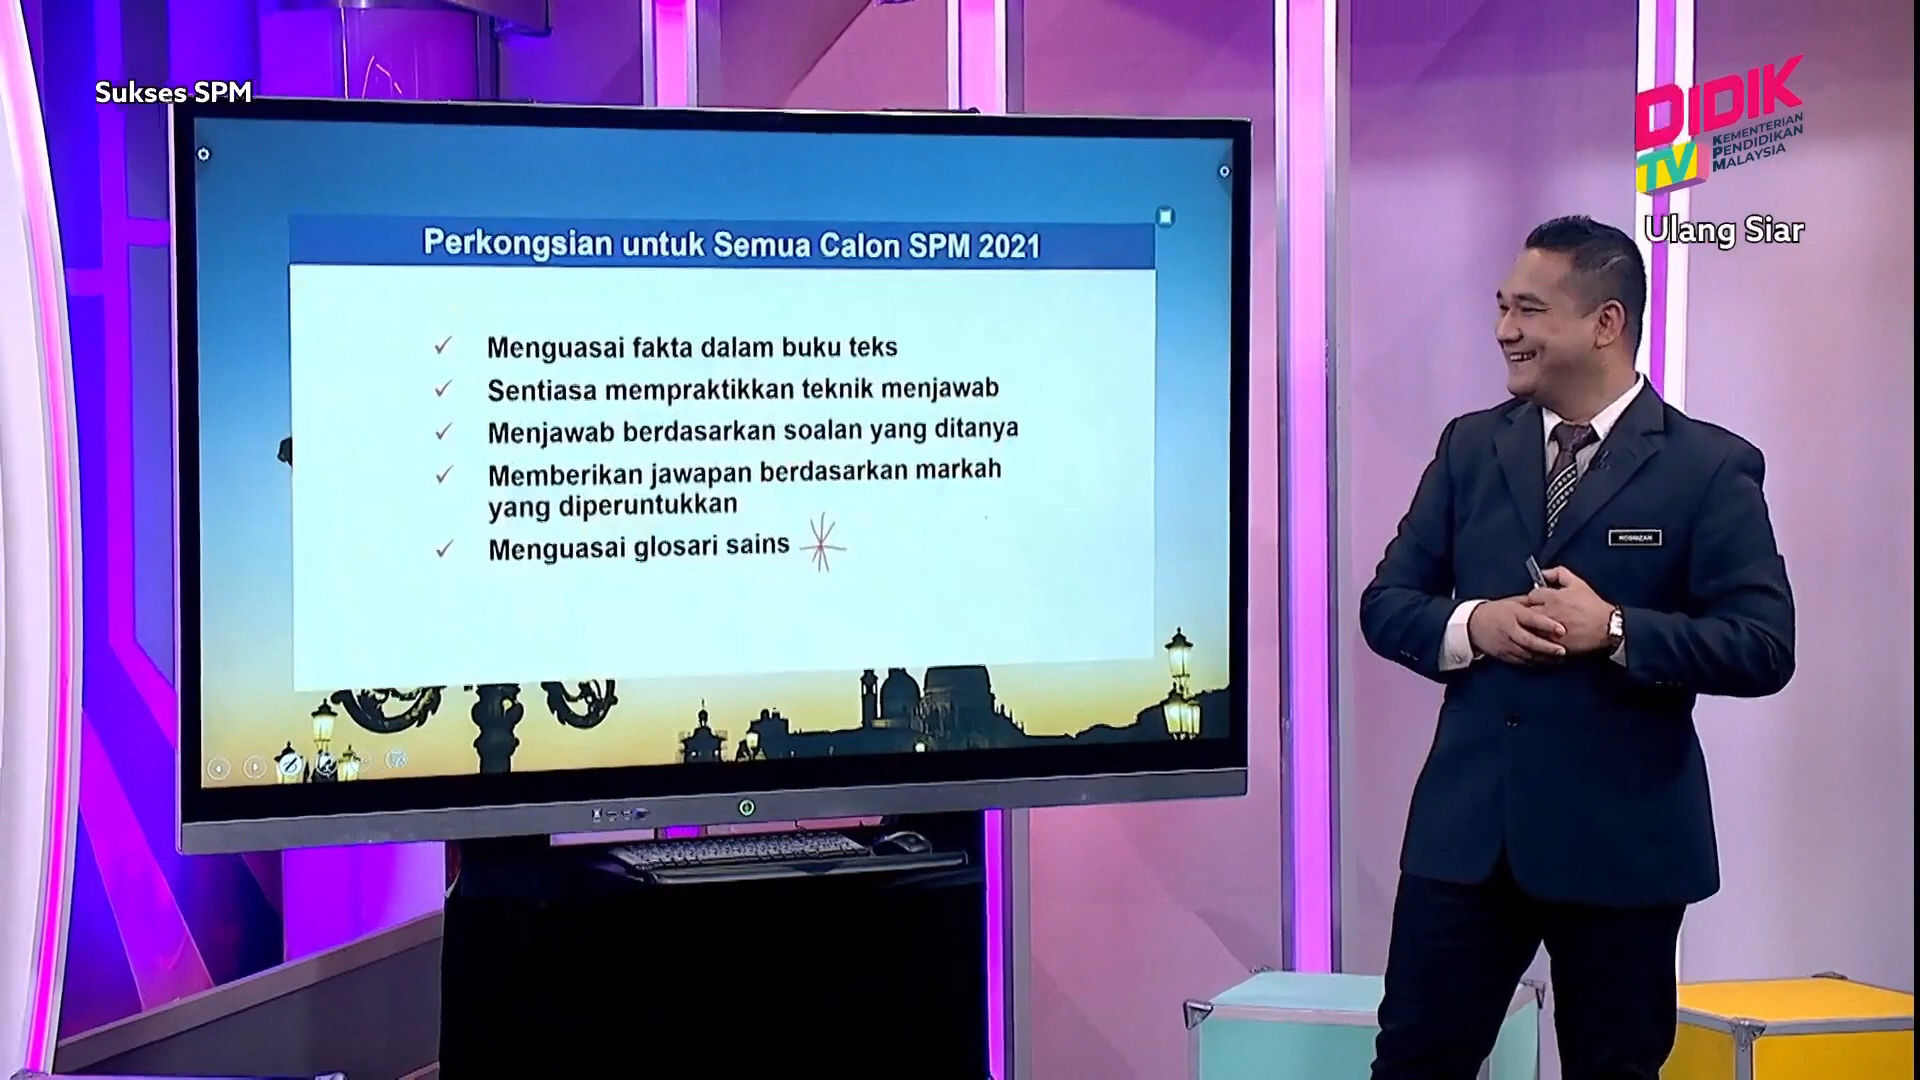 Sukses SPM
DIDIK
TV
KEMENTERIAN
PENDIDIKAN
MALAYSIA
Ulang Siar
Perkongsian untuk Semua Calon SPM 2021
✓ Menguasai fakta dalam buku teks
✓ Sentiasa mempraktikkan teknik menjawab
✓ Menjawab berdasarkan soalan yang ditanya
✓ Memberikan jawapan berdasarkan markah
yang diperuntukkan
✓ Menguasai glosari sains